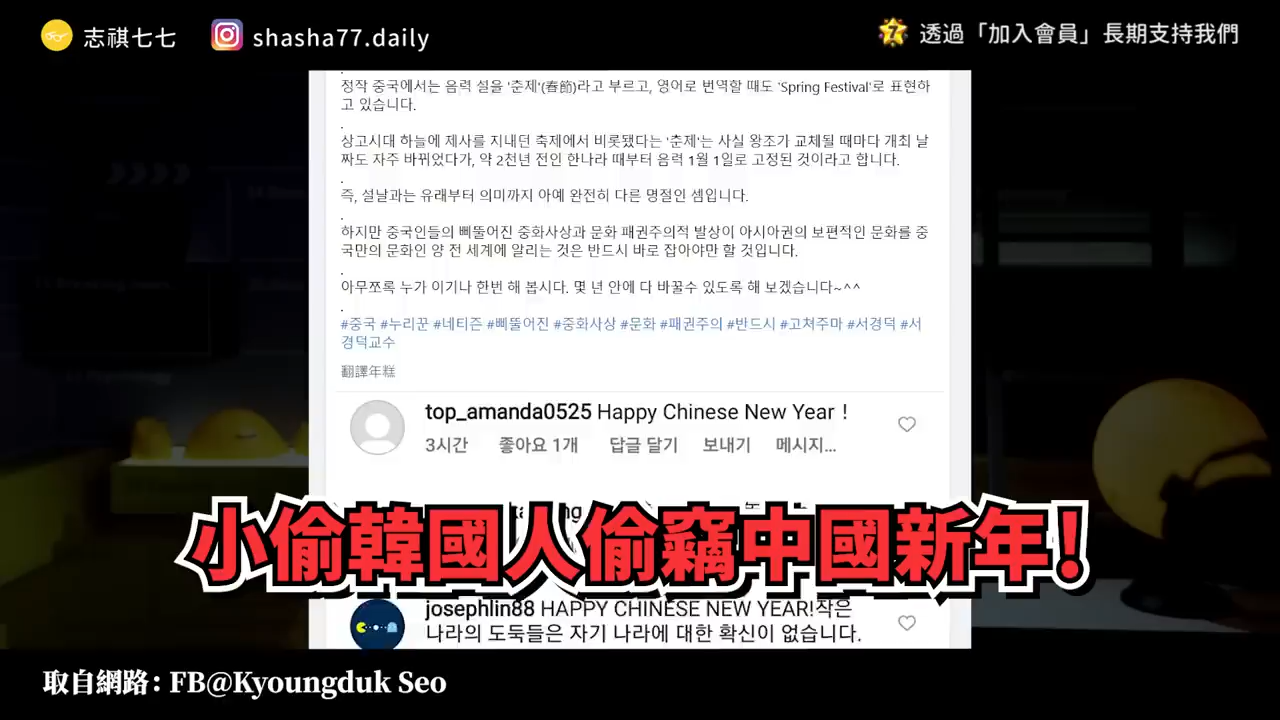 志祺七七 shasha77.daily
透過「加入會員」長期支持我們
정작 중국에서는 음력 설을 '춘제'(春節)라고 부르고, 영어로 번역할 때도 'Spring Festival'로 표현하
고 있습니다.
.
상고시대 하늘에 제사를 지내던 축제에서 비롯됐다는 '춘제'는 사실 왕조가 교체될 때마다 개최 날
짜도 자주 바뀌었다가, 약 2천년 전인 한나라 때부터 음력 1월 1일로 고정된 것이라고 합니다.
.
즉, 설날과는 유래부터 의미까지 아예 완전히 다른 명절인 셈입니다.
.
하지만 중국인들의 삐뚤어진 중화사상과 문화 패권주의적 발상이 아시아권의 보편적인 문화를 중
국만의 문화인 양 전 세계에 알리는 것은 반드시 바로 잡아야만 할 것입니다.
.
아무쪼록 누가 이기나 한번 해 봅시다. 몇 년 안에 다 바꿀수 있도록 해 보겠습니다~^^
.
#중국 #누리꾼 #네티즌 #삐뚤어진 #중화사상 #문화 #패권주의 #반드시 #고쳐주마 #서경덕 #서
경덕교수
翻譯年糕
top_amanda0525 Happy Chinese New Year！
3시간 좋아요 1개 답글 달기 보내기 메시지...
小偷韓國人偷竊中國新年!
josephlin88 HAPPY CHINESE NEW YEAR!작은
나라의 도둑들은 자기 나라에 대한 확신이 없습니다.
取自網路：FB@Kyoungduk Seo